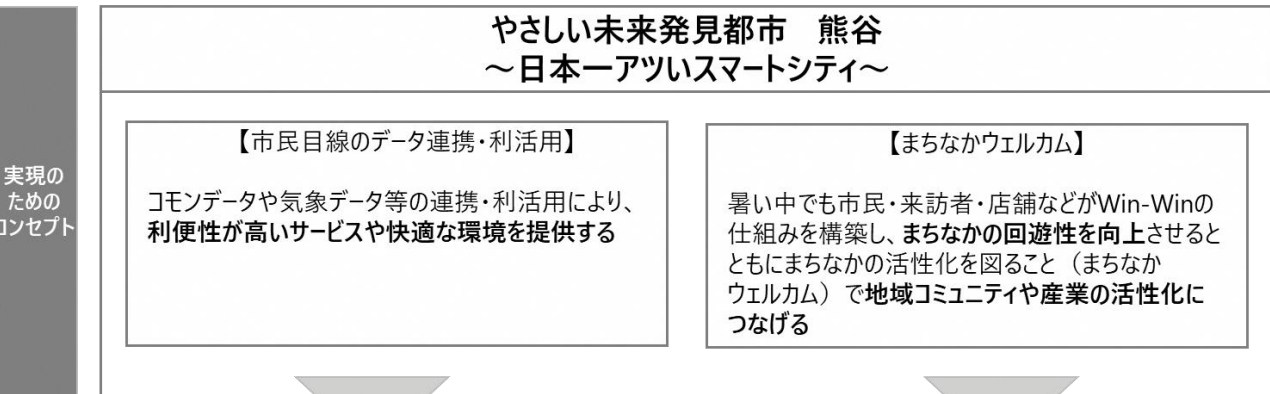 やさしい未来発見都市　熊谷
～日本一アツいスマートシティ～
実現の
ための
コンセプト
【市民目線のデータ連携・利活用】
コモンデータや気象データ等の連携・利活用により、
利便性が高いサービスや快適な環境を提供する
【まちなかウェルカム】
暑い中でも市民・来訪者・店舗などがWin-Winの
仕組みを構築し、まちなかの回遊性を向上させると
ともにまちなかの活性化を図ること（まちなか
ウェルカム）で地域コミュニティや産業の活性化に
つなげる